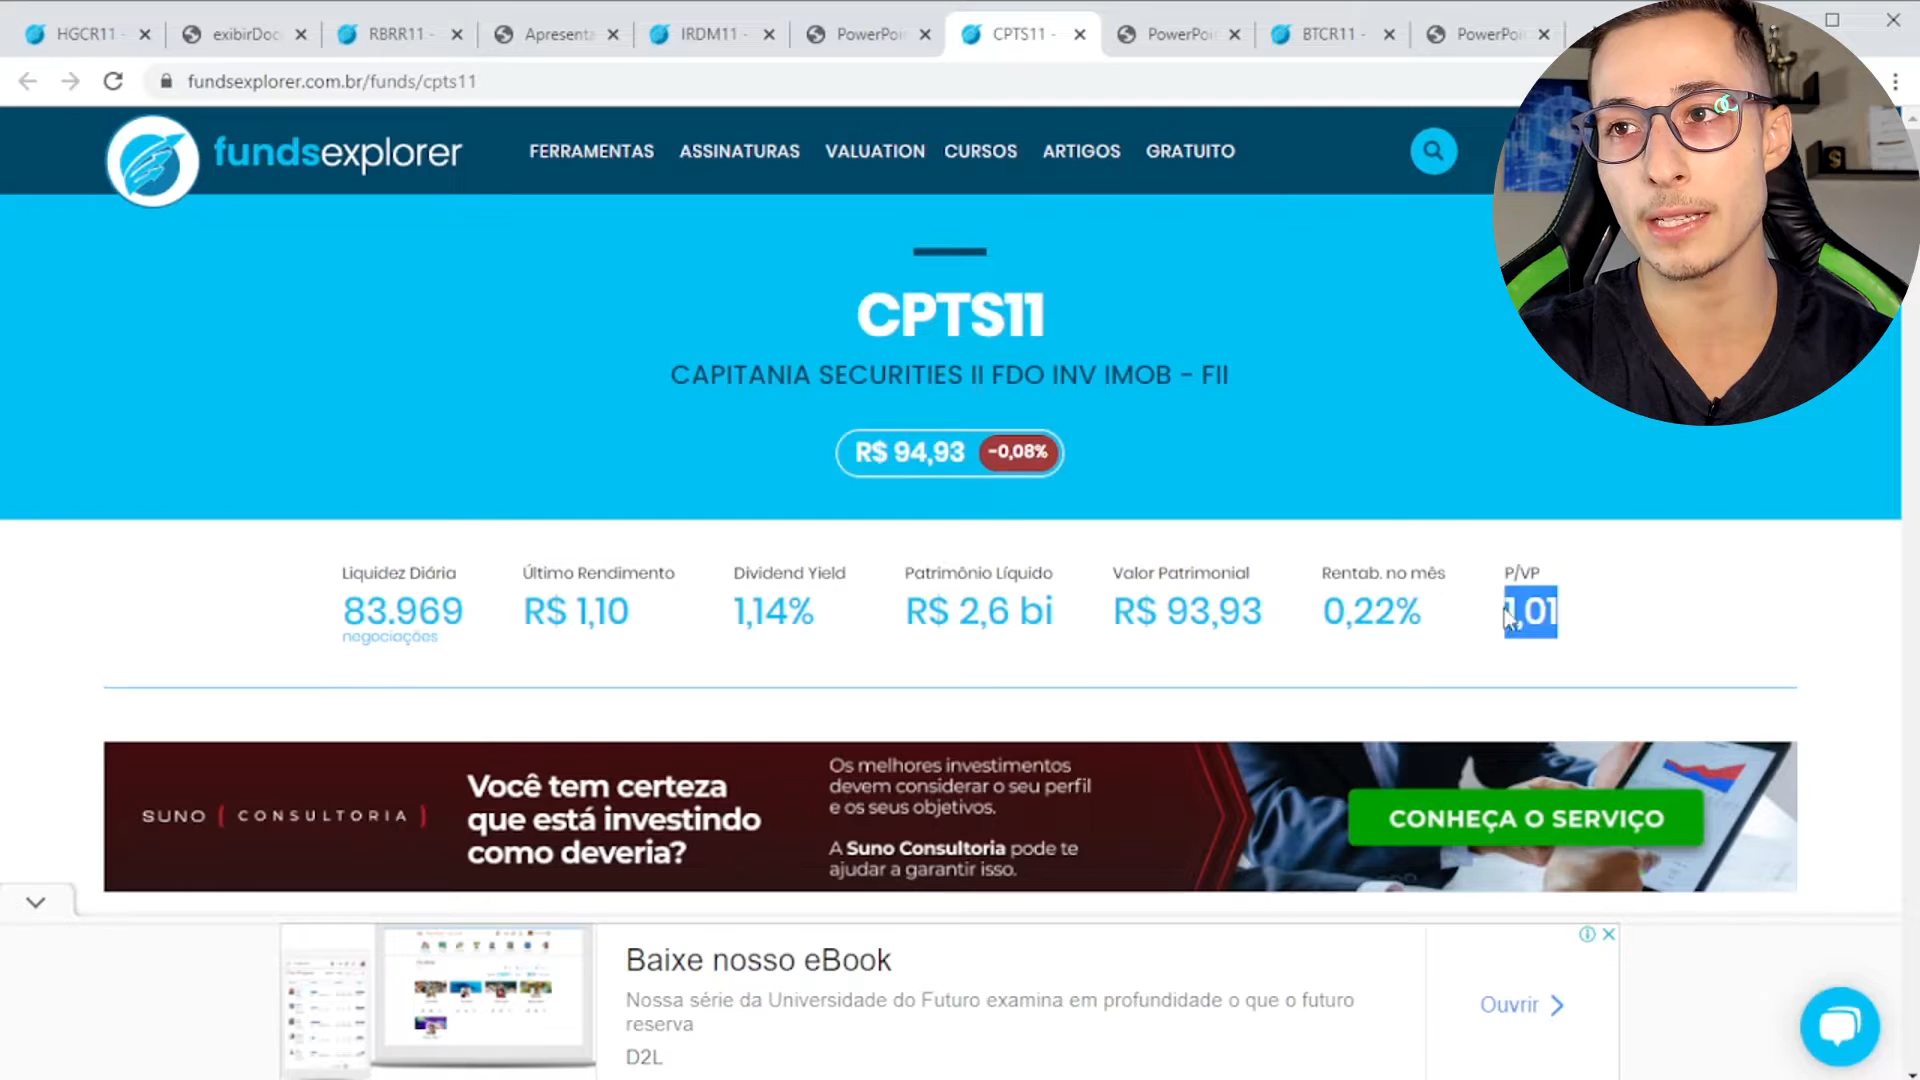 HGCR11 -
exibirDoc
RBRR11 -
Apresenta
IRDM11 -
PowerPoi
CPTS11 -
PowerPoi
BTCR11 -
PowerPoi
fundsexplorer.com.br/funds/cpts11
fundsexplorer
FERRAMENTAS
ASSINATURAS
VALUATION
CURSOS
ARTIGOS
GRATUITO
CPTS11
CAPITANIA SECURITIES II FDO INV IMOB - FII
R$ 94,93
-0,08%
Liquidez Diária
83.969
negociações
Último Rendimento
R$ 1,10
Dividend Yield
1,14%
Patrimônio Líquido
R$ 2,6 bi
Valor Patrimonial
R$ 93,93
Rentab. no mês
0,22%
P/VP
1,01
SUNO ( CONSULTORIA )
Você tem certeza
que está investindo
como deveria?
Os melhores investimentos
devem considerar o seu perfil
e os seus objetivos.
A Suno Consultoria pode te
ajudar a garantir isso.
CONHEÇA O SERVIÇO
Baixe nosso eBook
Nossa série da Universidade do Futuro examina em profundidade o que o futuro
reserva
D2L
Ouvrir